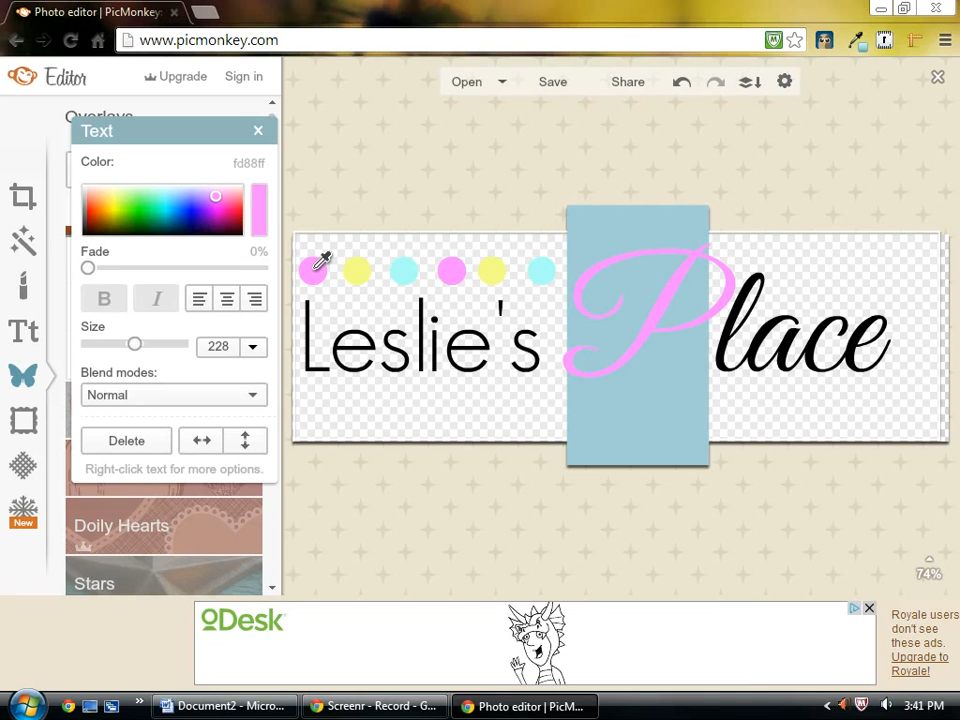 Photo editor | PicMonkey:
www.picmonkey.com
Editor
Upgrade
Sign in
Open
Save
Share
Overlays
Text
Color:
fd88ff
Fade
0%
B
I
Size
228
Blend modes:
Normal
Delete
Right-click text for more options.
Tt
New
Doily Hearts
Stars
Leslie's Place
74%
oDesk
Royale users
don't see
these ads.
Upgrade to
Royale!
Document2 - Micro...
Screenr - Record - G...
Photo editor | PicM...
3:41 PM